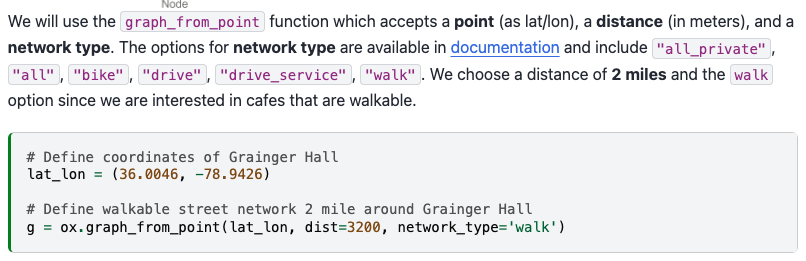 Node
We will use the graph_from_point function which accepts a point (as lat/lon), a distance (in meters), and a
network type. The options for network type are available in documentation and include "all_private",
"all", "bike", "drive", "drive_service", "walk". We choose a distance of 2 miles and the walk
option since we are interested in cafes that are walkable.
# Define coordinates of Grainger Hall
lat_lon = (36.0046, -78.9426)
# Define walkable street network 2 mile around Grainger Hall
g = ox.graph_from_point(lat_lon, dist=3200, network_type='walk')